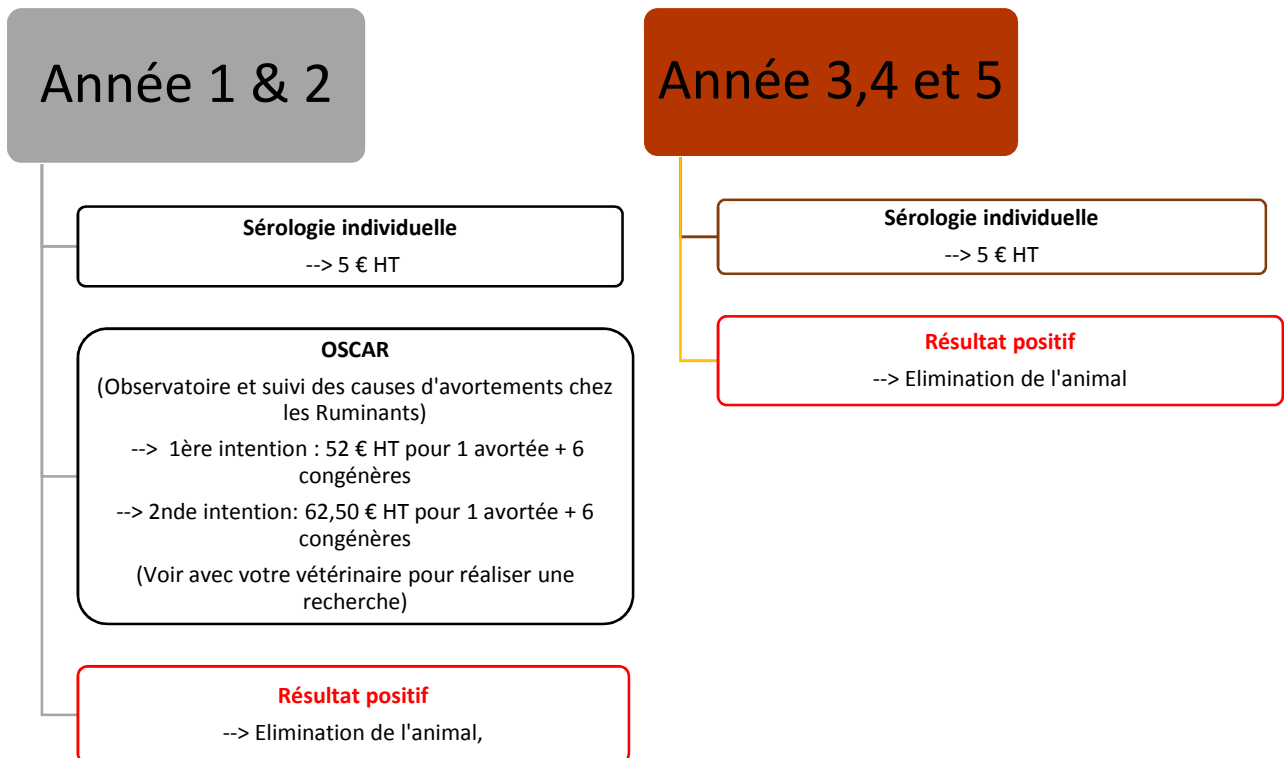 Année 1 & 2
Sérologie individuelle
--> 5 € HT
OSCAR
(Observatoire et suivi des causes d'avortements chez
les Ruminants)
--> 1ère intention : 52 € HT pour 1 avortée + 6
congénères
--> 2nde intention: 62,50 € HT pour 1 avortée + 6
congénères
(Voir avec votre vétérinaire pour réaliser une
recherche)
Résultat positif
--> Elimination de l'animal,
Année 3,4 et 5
Sérologie individuelle
--> 5 € HT
Résultat positif
--> Elimination de l'animal